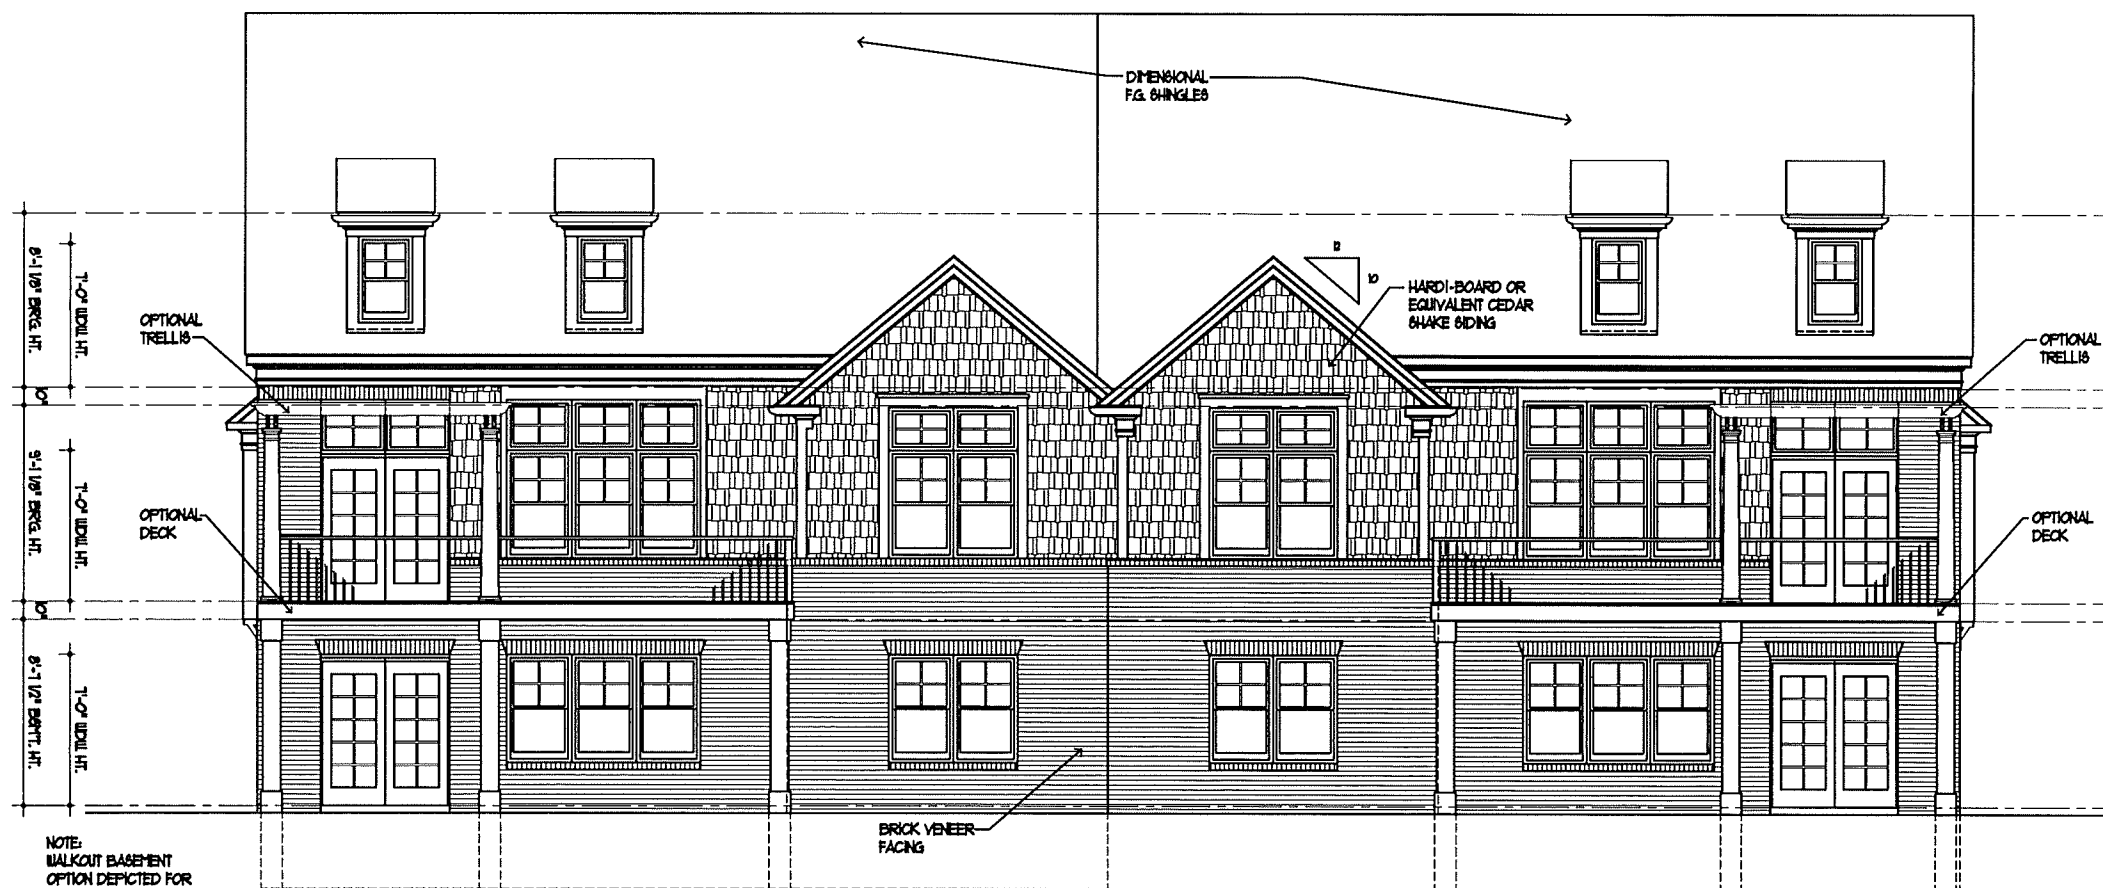 DIMENSIONAL
F.G. SHINGLES
12
10
HARDI-BOARD OR
EQUIVALENT CEDAR
SHAKE SIDING
OPTIONAL
TRELLIS
OPTIONAL
TRELLIS
8'-1 1/8" BRG. HT.
7'-0" WDW. HT.
10"
9'-1 1/8" BRG. HT.
7'-0" WDW. HT.
OPTIONAL
DECK
OPTIONAL
DECK
10"
8'-7 1/2" BSMT. HT.
7'-0" WDW. HT.
BRICK VENEER
FACING
NOTE:
WALKOUT BASEMENT
OPTION DEPICTED FOR